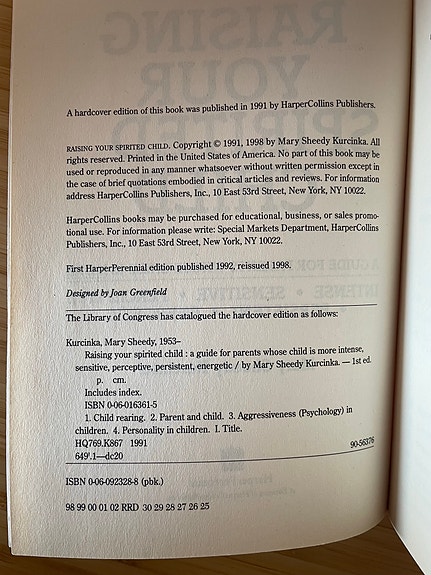 A hardcover edition of this book was published in 1991 by HarperCollins Publishers.
RAISING YOUR SPIRITED CHILD. Copyright © 1991, 1998 by Mary Sheedy Kurcinka. All
rights reserved. Printed in the United States of America. No part of this book may be
used or reproduced in any manner whatsoever without written permission except in
the case of brief quotations embodied in critical articles and reviews. For information
address HarperCollins Publishers, Inc., 10 East 53rd Street, New York, NY 10022.
HarperCollins books may be purchased for educational, business, or sales promo-
tional use. For information please write: Special Markets Department, HarperCollins
Publishers, Inc., 10 East 53rd Street, New York, NY 10022.
First HarperPerennial edition published 1992, reissued 1998.
Designed by Joan Greenfield
The Library of Congress has catalogued the hardcover edition as follows:
Kurcinka, Mary Sheedy, 1953–
Raising your spirited child : a guide for parents whose child is more intense,
sensitive, perceptive, persistent, energetic / by Mary Sheedy Kurcinka. — 1st ed.
p. cm.
Includes index.
ISBN 0-06-016361-5
1. Child rearing. 2. Parent and child. 3. Aggressiveness (Psychology) in
children. 4. Personality in children. I. Title.
HQ769.K867 1991
649'.1—dc20 90-56376
ISBN 0-06-092328-8 (pbk.)
98 99 00 01 02 RRD 30 29 28 27 26 25